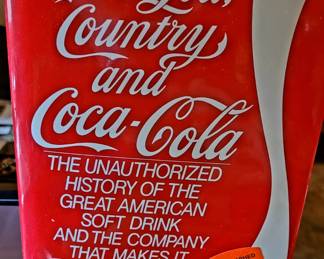 Country
and
Coca-Cola
THE UNAUTHORIZED
HISTORY OF THE
GREAT AMERICAN
SOFT DRINK
AND THE COMPANY
THAT MAKES IT